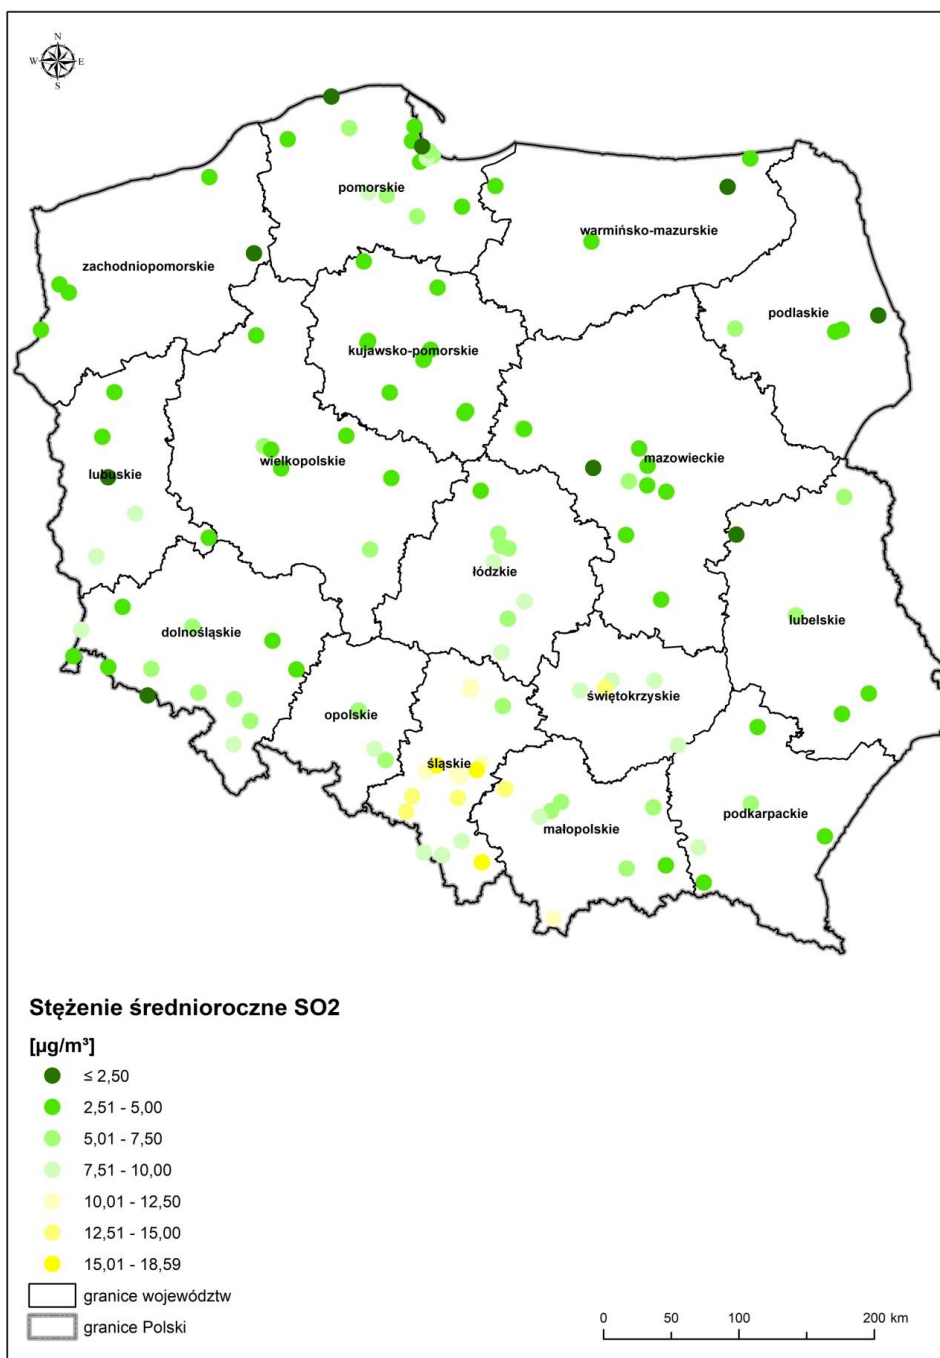 N
W E
S
pomorskie
warmińsko-mazurskie
zachodniopomorskie
podlaskie
kujawsko-pomorskie
mazowieckie
wielkopolskie
lubuskie
łódzkie
lubelskie
dolnośląskie
świętokrzyskie
opolskie
śląskie
podkarpackie
małopolskie
Stężenie średnioroczne SO2
[µg/m³]
≤ 2,50
2,51 - 5,00
5,01 - 7,50
7,51 - 10,00
10,01 - 12,50
12,51 - 15,00
15,01 - 18,59
granice województw
granice Polski
0 50 100 200 km